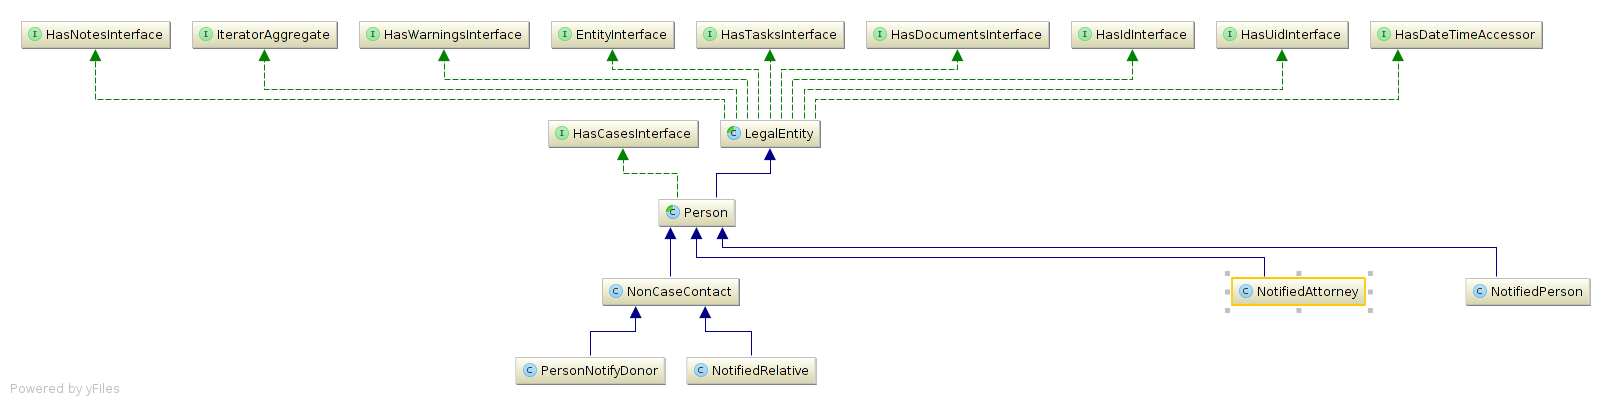 I HasNotesInterface
I IteratorAggregate
I HasWarningsInterface
I EntityInterface
I HasTasksInterface
I HasDocumentsInterface
I HasIdInterface
I HasUidInterface
I HasDateTimeAccessor
I HasCasesInterface
C LegalEntity
C Person
C NonCaseContact
C NotifiedAttorney
C NotifiedPerson
C PersonNotifyDonor
C NotifiedRelative
Powered by yFiles